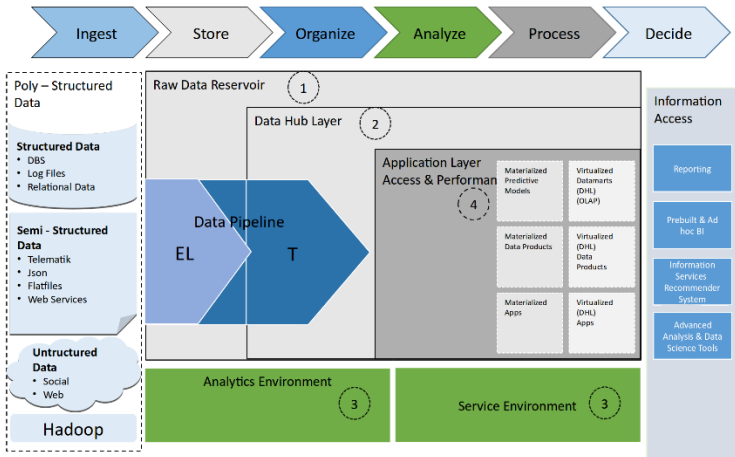 Ingest
Store
Organize
Analyze
Process
Decide
Poly – Structured
Data
Structured Data
• DBS
• Log Files
• Relational Data
Semi - Structured
Data
• Telematik
• Json
• Flatfiles
• Web Services
Untructured
Data
• Social
• Web
Hadoop
Raw Data Reservoir
1
Data Hub Layer
2
Application Layer
Access & Performan
4
Data Pipeline
EL
T
Materialized
Predictive
Models
Virtualized
Datamarts
(DHL)
(OLAP)
Materialized
Data Products
Virtualized
(DHL)
Data
Products
Materialized
Apps
Virtualized
(DHL)
Apps
Analytics Environment
3
Service Environment
3
Information
Access
Reporting
Prebuilt & Ad
hoc BI
Information
Services
Recommender
System
Advanced
Analysis & Data
Science Tools